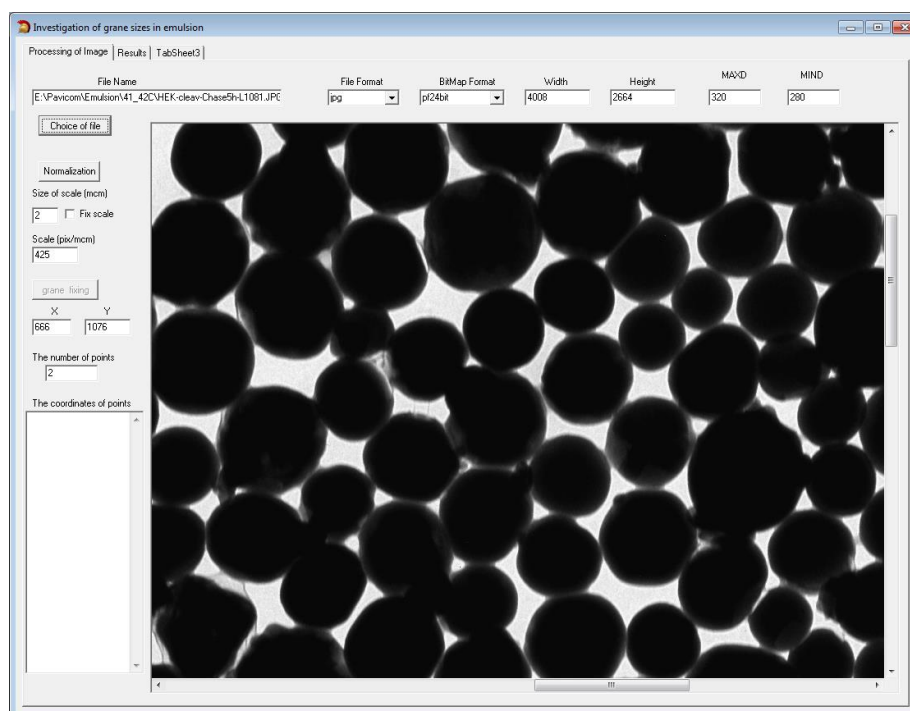 Investigation of grane sizes in emulsion
Processing of Image Results TabSheet3
File Name File Format BitMap Format Width Height MAXD MIND
E:\Pavicom\Emulsion\41_42C\HEK-cleav-Chase5h-L1081.JPG jpg pf24bit 4008 2664 320 280
Choice of file
Normalization
Size of scale (mcm)
2 Fix scale
Scale (pix/mcm)
425
grane fixing
X Y
666 1076
The number of points
2
The coordinates of points